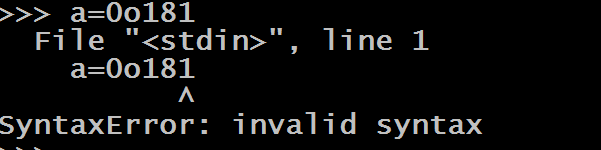 >>> a=0o181
  File "<stdin>", line 1
    a=0o181
          ^
SyntaxError: invalid syntax
>>>